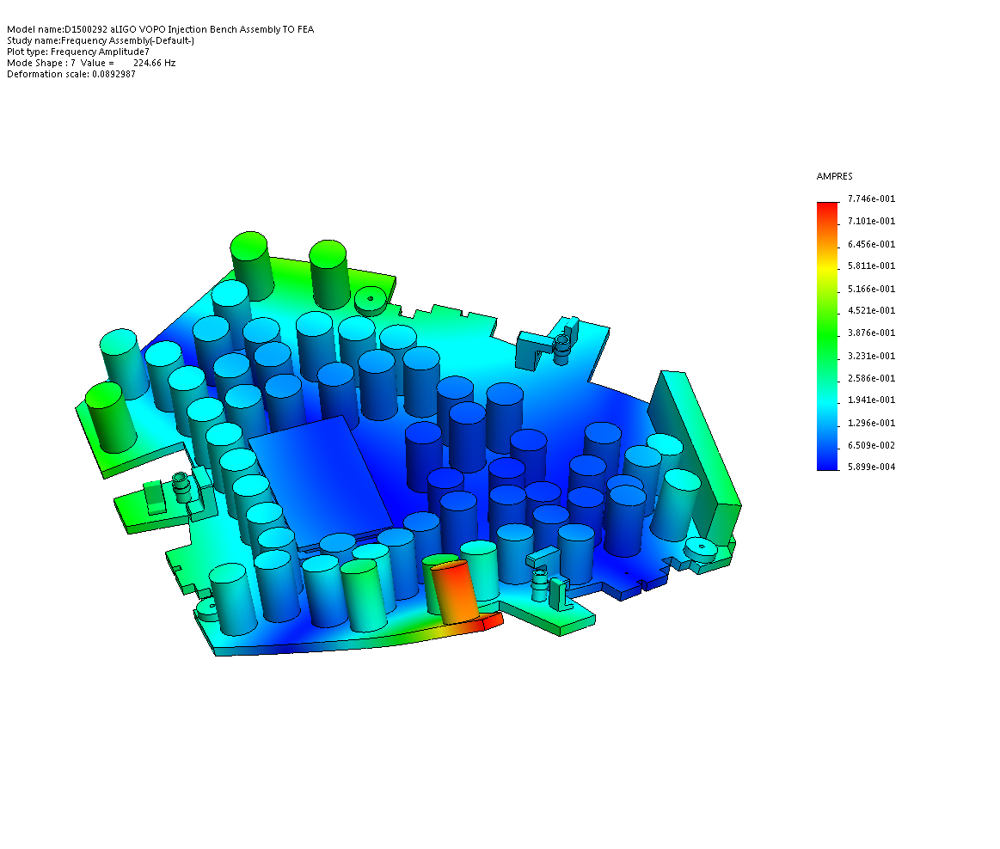 Model name:D1500292 aLIGO VOPO Injection Bench Assembly TO FEA
Study name:Frequency Assembly(-Default-)
Plot type: Frequency Amplitude7
Mode Shape : 7 Value = 224.66 Hz
Deformation scale: 0.0892987
AMPRES
7.746e-001
7.101e-001
6.456e-001
5.811e-001
5.166e-001
4.521e-001
3.876e-001
3.231e-001
2.586e-001
1.941e-001
1.296e-001
6.509e-002
5.899e-004